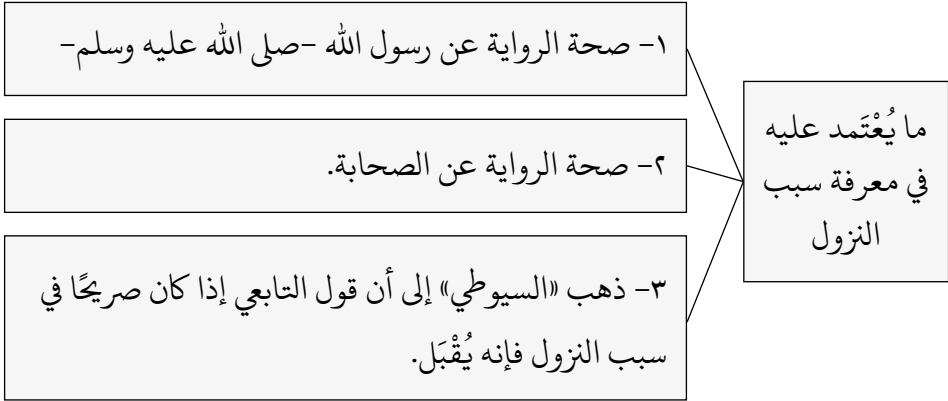 ما يُعْتَمد عليه
في معرفة سبب
النزول
١- صحة الرواية عن رسول الله -صلى الله عليه وسلم-
٢- صحة الرواية عن الصحابة.
٣- ذهب «السيوطي» إلى أن قول التابعي إذا كان صريحًا في
سبب النزول فإنه يُقْبَل.